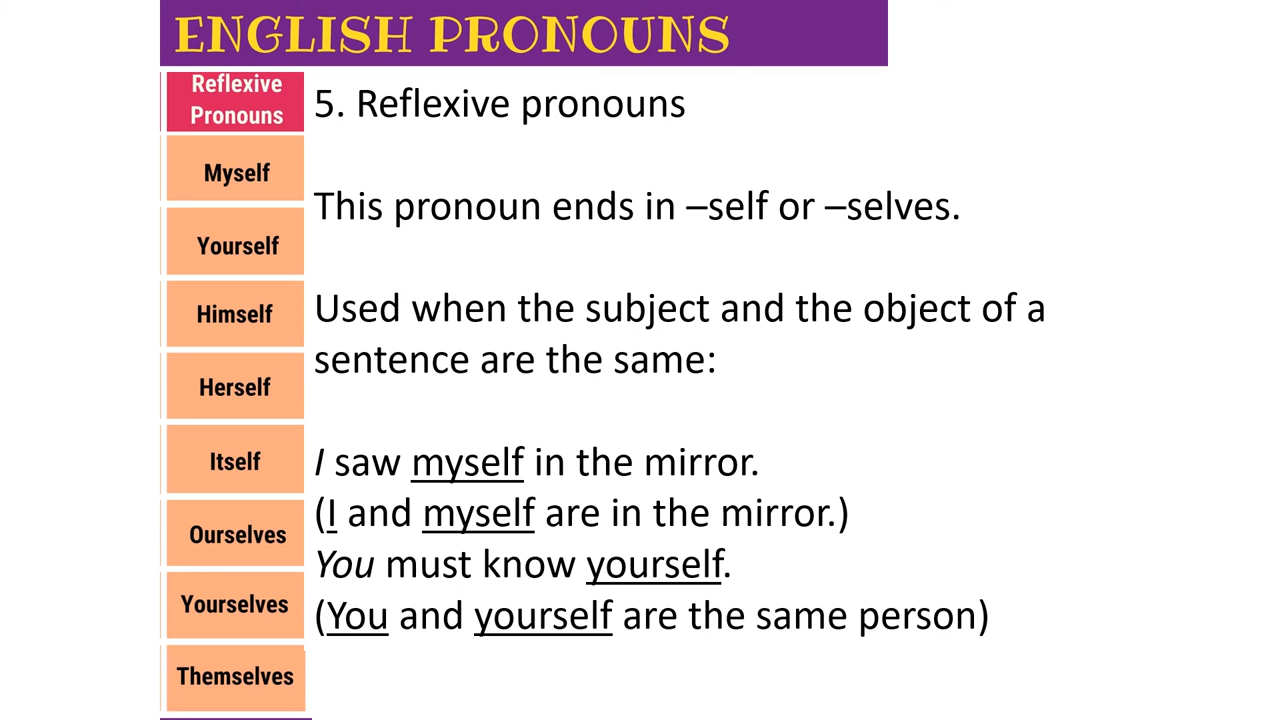 ENGLISH PRONOUNS
Reflexive
Pronouns
Myself
Yourself
Himself
Herself
Itself
Ourselves
Yourselves
Themselves
5. Reflexive pronouns
This pronoun ends in –self or –selves.
Used when the subject and the object of a
sentence are the same:
I saw myself in the mirror.
(I and myself are in the mirror.)
You must know yourself.
(You and yourself are the same person)